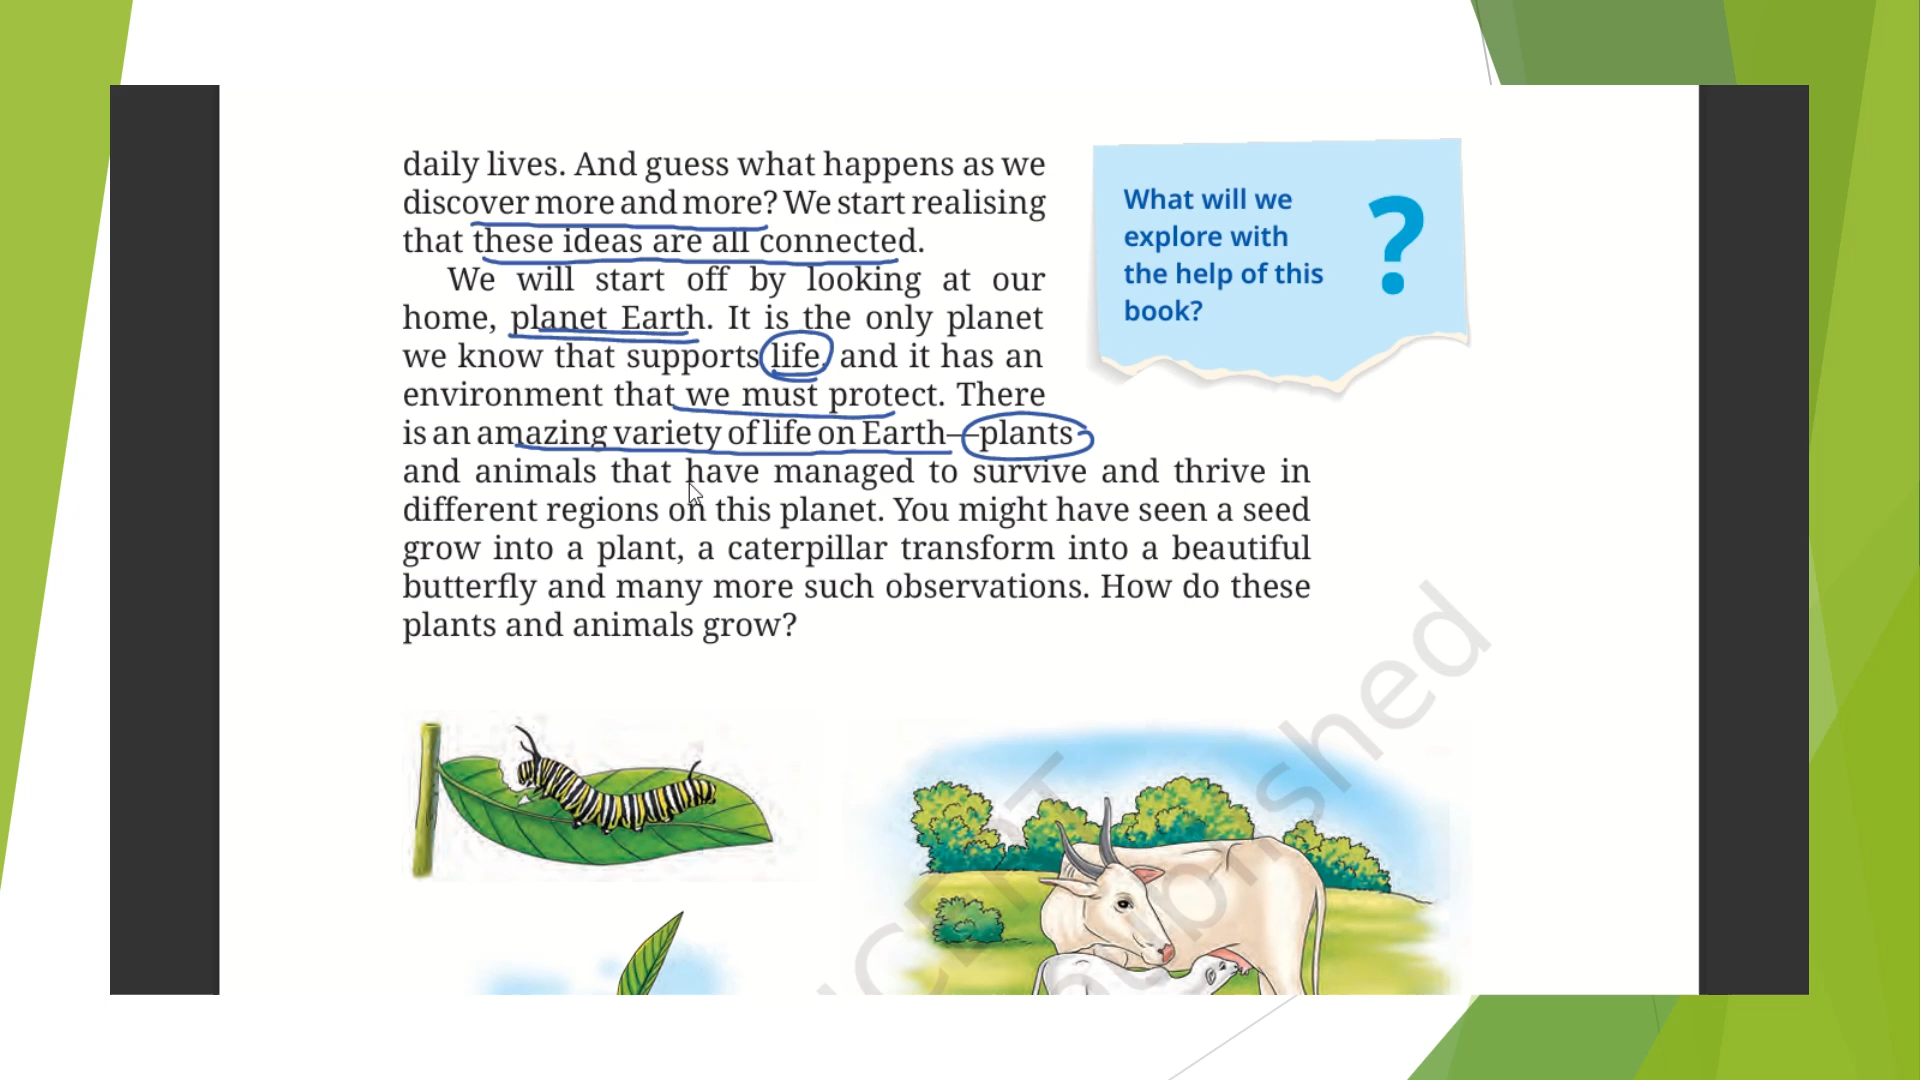 daily lives. And guess what happens as we
discover more and more? We start realising
that these ideas are all connected.
We will start off by looking at our
home, planet Earth. It is the only planet
we know that supports life, and it has an
environment that we must protect. There
is an amazing variety of life on Earth—plants
and animals that have managed to survive and thrive in
different regions on this planet. You might have seen a seed
grow into a plant, a caterpillar transform into a beautiful
butterfly and many more such observations. How do these
plants and animals grow?
What will we
explore with
the help of this
book?
?